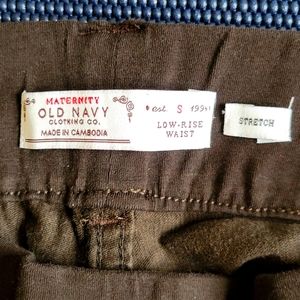 MATERNITY
OLD NAVY
CLOTHING CO.
MADE IN CAMBODIA
est S 1994
LOW-RISE
WAIST
STRETCH